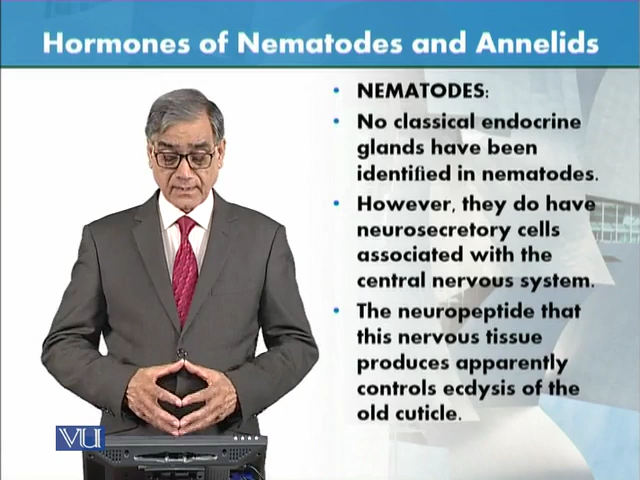 Hormones of Nematodes and Annelids
• NEMATODES:
• No classical endocrine
glands have been
identified in nematodes.
• However, they do have
neurosecretory cells
associated with the
central nervous system.
• The neuropeptide that
this nervous tissue
produces apparently
controls ecdysis of the
old cuticle.
VU